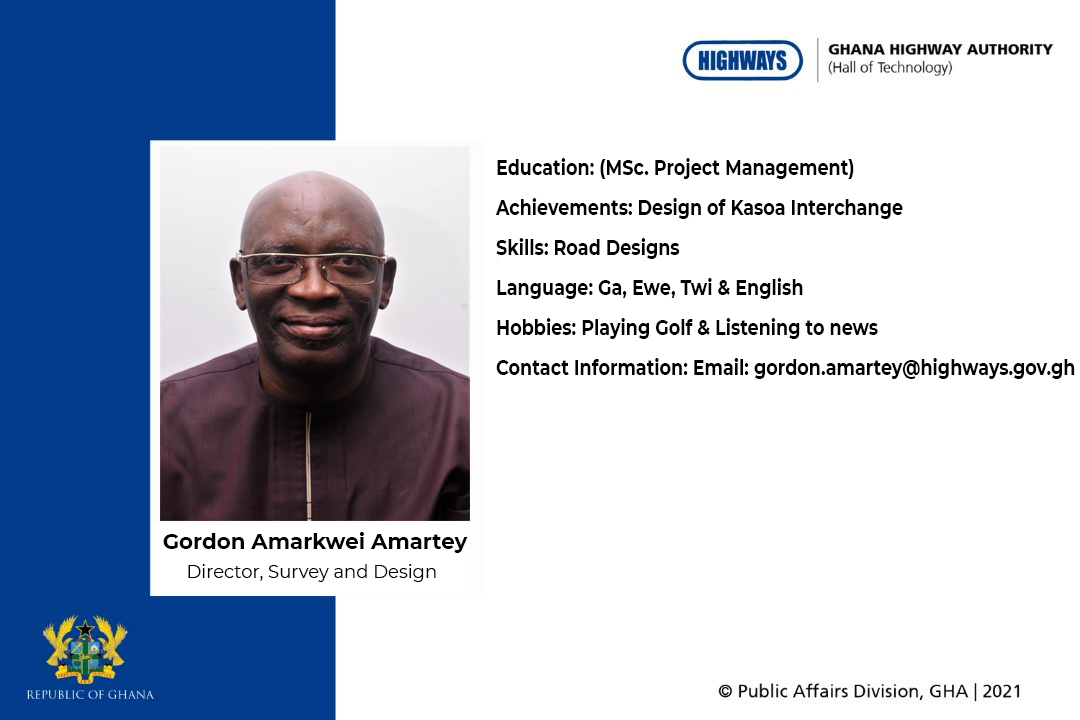 HIGHWAYS
GHANA HIGHWAY AUTHORITY
(Hall of Technology)
Education: (MSc. Project Management)
Achievements: Design of Kasoa Interchange
Skills: Road Designs
Language: Ga, Ewe, Twi & English
Hobbies: Playing Golf & Listening to news
Contact Information: Email: gordon.amartey@highways.gov.gh
Gordon Amarkwei Amartey
Director, Survey and Design
REPUBLIC OF GHANA
© Public Affairs Division, GHA | 2021